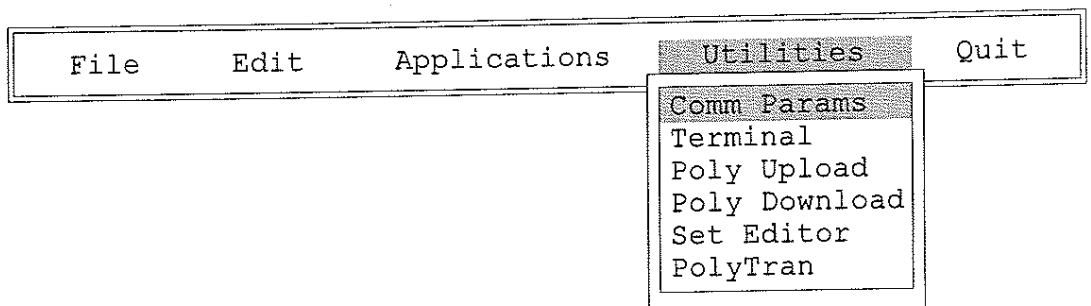 File Edit Applications Utilities Quit
Comm Params
Terminal
Poly Upload
Poly Download
Set Editor
PolyTran